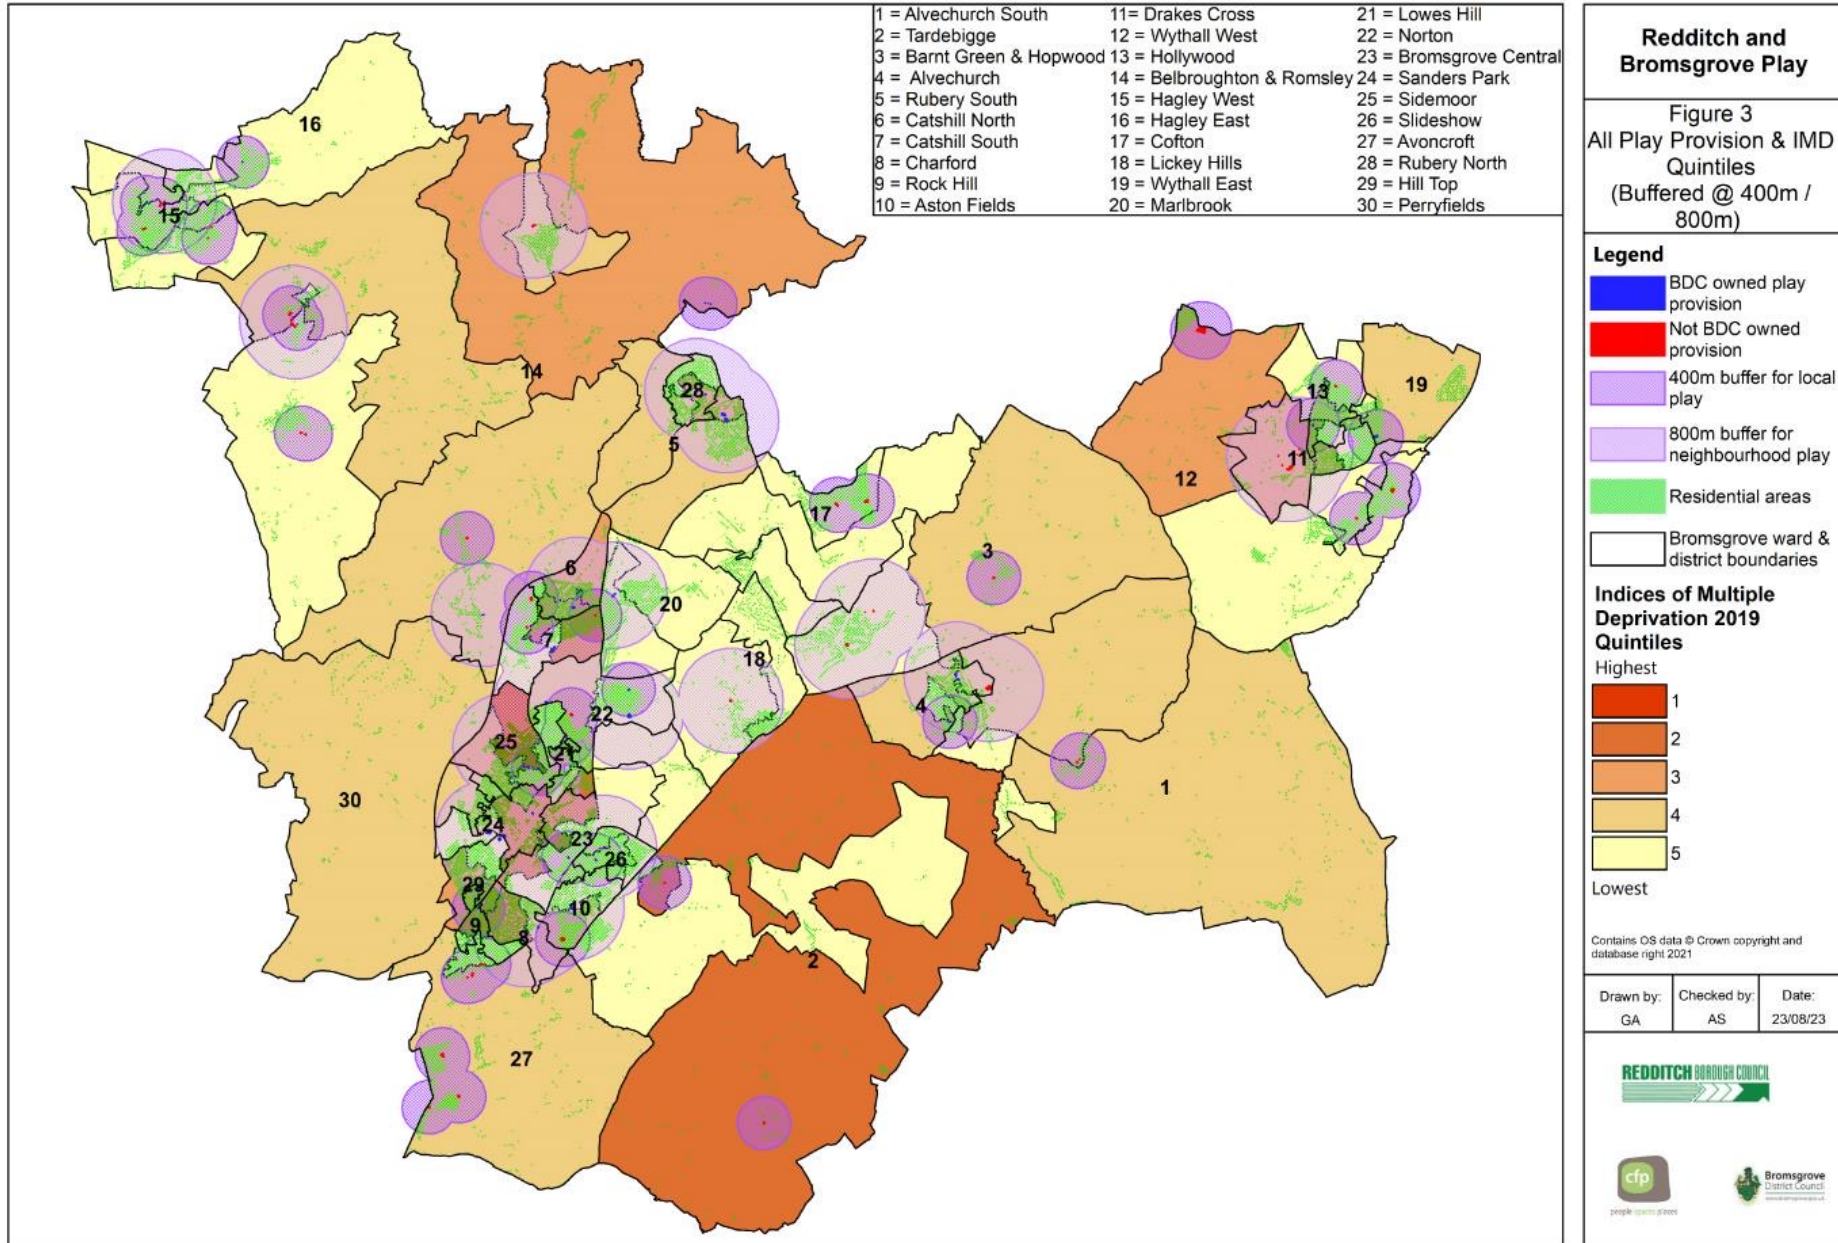 1 = Alvechurch South
2 = Tardebigge
3 = Barnt Green & Hopwood
4 = Alvechurch
5 = Rubery South
6 = Catshill North
7 = Catshill South
8 = Charford
9 = Rock Hill
10 = Aston Fields
11= Drakes Cross
12 = Wythall West
13 = Hollywood
14 = Belbroughton & Romsley
15 = Hagley West
16 = Hagley East
17 = Cofton
18 = Lickey Hills
19 = Wythall East
20 = Marlbrook
21 = Lowes Hill
22 = Norton
23 = Bromsgrove Central
24 = Sanders Park
25 = Sidemoor
26 = Slideshow
27 = Avoncroft
28 = Rubery North
29 = Hill Top
30 = Perryfields
16
15
14
28
5
13
19
11
12
17
3
6
20
7
18
22
4
25
21
30
1
24
23
26
29
10
9
8
2
27
Redditch and
Bromsgrove Play
Figure 3
All Play Provision & IMD
Quintiles
(Buffered @ 400m /
800m)
Legend
BDC owned play
provision
Not BDC owned
provision
400m buffer for local
play
800m buffer for
neighbourhood play
Residential areas
Bromsgrove ward &
district boundaries
Indices of Multiple
Deprivation 2019
Quintiles
Highest
1
2
3
4
5
Lowest
Contains OS data © Crown copyright and
database right 2021
Drawn by:
GA
Checked by:
AS
Date:
23/08/23
REDDITCH BOROUGH COUNCIL
cfp
people spaces places
Bromsgrove
District Council